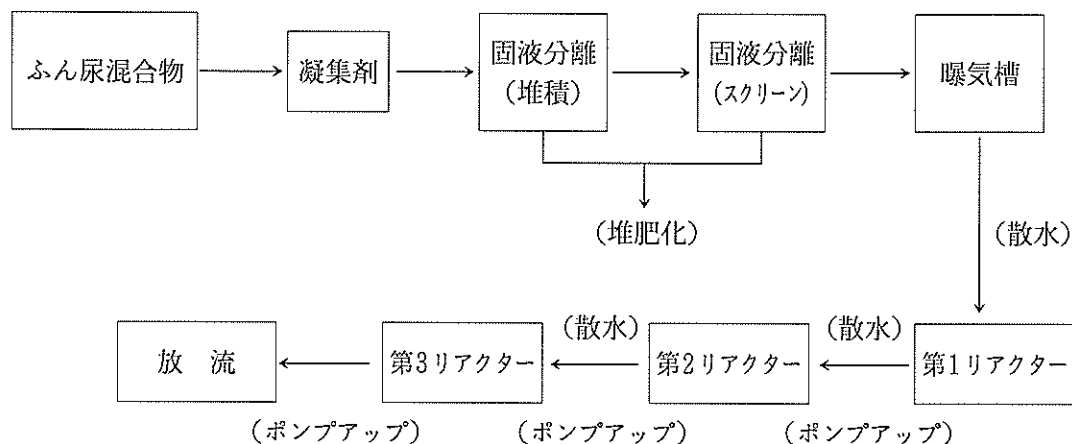 ふん尿混合物
凝集剤
固液分離
(堆積)
固液分離
(スクリーン)
曝気槽
(堆肥化)
(散水)
(散水)
(散水)
放 流
第3リアクター
第2リアクター
第1リアクター
(ポンプアップ)
(ポンプアップ)
(ポンプアップ)